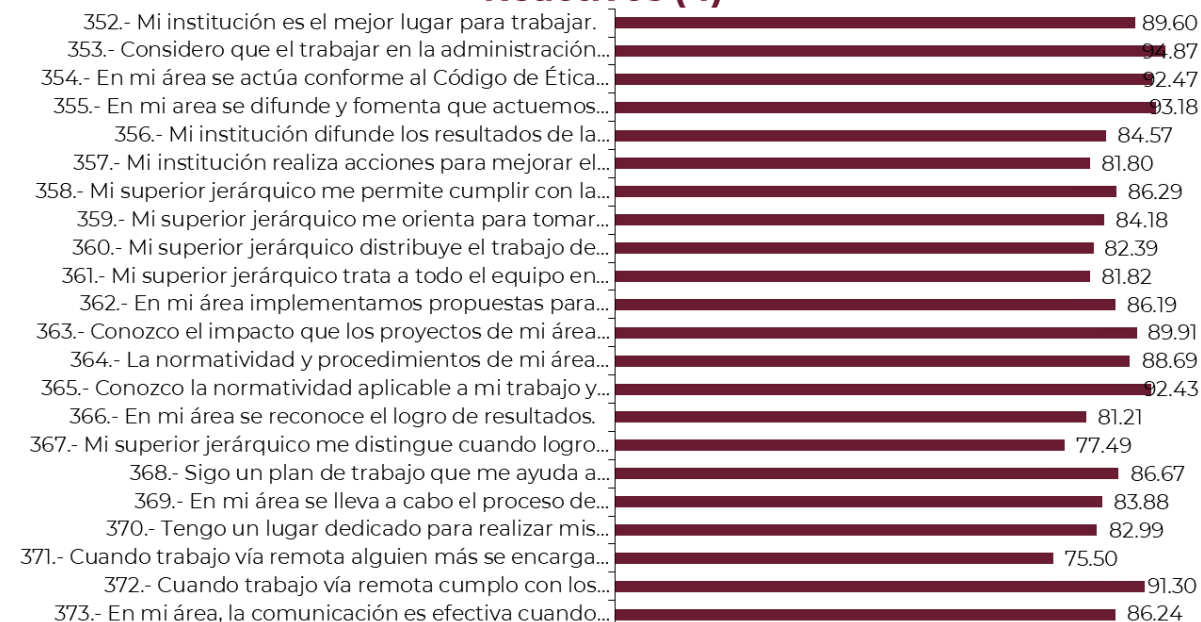 352.- Mi institución es el mejor lugar para trabajar. 89.60
353.- Considero que el trabajar en la administración... 94.87
354.- En mi área se actúa conforme al Código de Ética... 92.47
355.- En mi area se difunde y fomenta que actuemos... 93.18
356.- Mi institución difunde los resultados de la... 84.57
357.- Mi institución realiza acciones para mejorar el... 81.80
358.- Mi superior jerárquico me permite cumplir con la... 86.29
359.- Mi superior jerárquico me orienta para tomar... 84.18
360.- Mi superior jerárquico distribuye el trabajo de... 82.39
361.- Mi superior jerárquico trata a todo el equipo en... 81.82
362.- En mi área implementamos propuestas para... 86.19
363.- Conozco el impacto que los proyectos de mi área... 89.91
364.- La normatividad y procedimientos de mi área... 88.69
365.- Conozco la normatividad aplicable a mi trabajo y... 92.43
366.- En mi área se reconoce el logro de resultados. 81.21
367.- Mi superior jerárquico me distingue cuando logro... 77.49
368.- Sigo un plan de trabajo que me ayuda a... 86.67
369.- En mi área se lleva a cabo el proceso de... 83.88
370.- Tengo un lugar dedicado para realizar mis... 82.99
371.- Cuando trabajo vía remota alguien más se encarga... 75.50
372.- Cuando trabajo vía remota cumplo con los... 91.30
373.- En mi área, la comunicación es efectiva cuando... 86.24